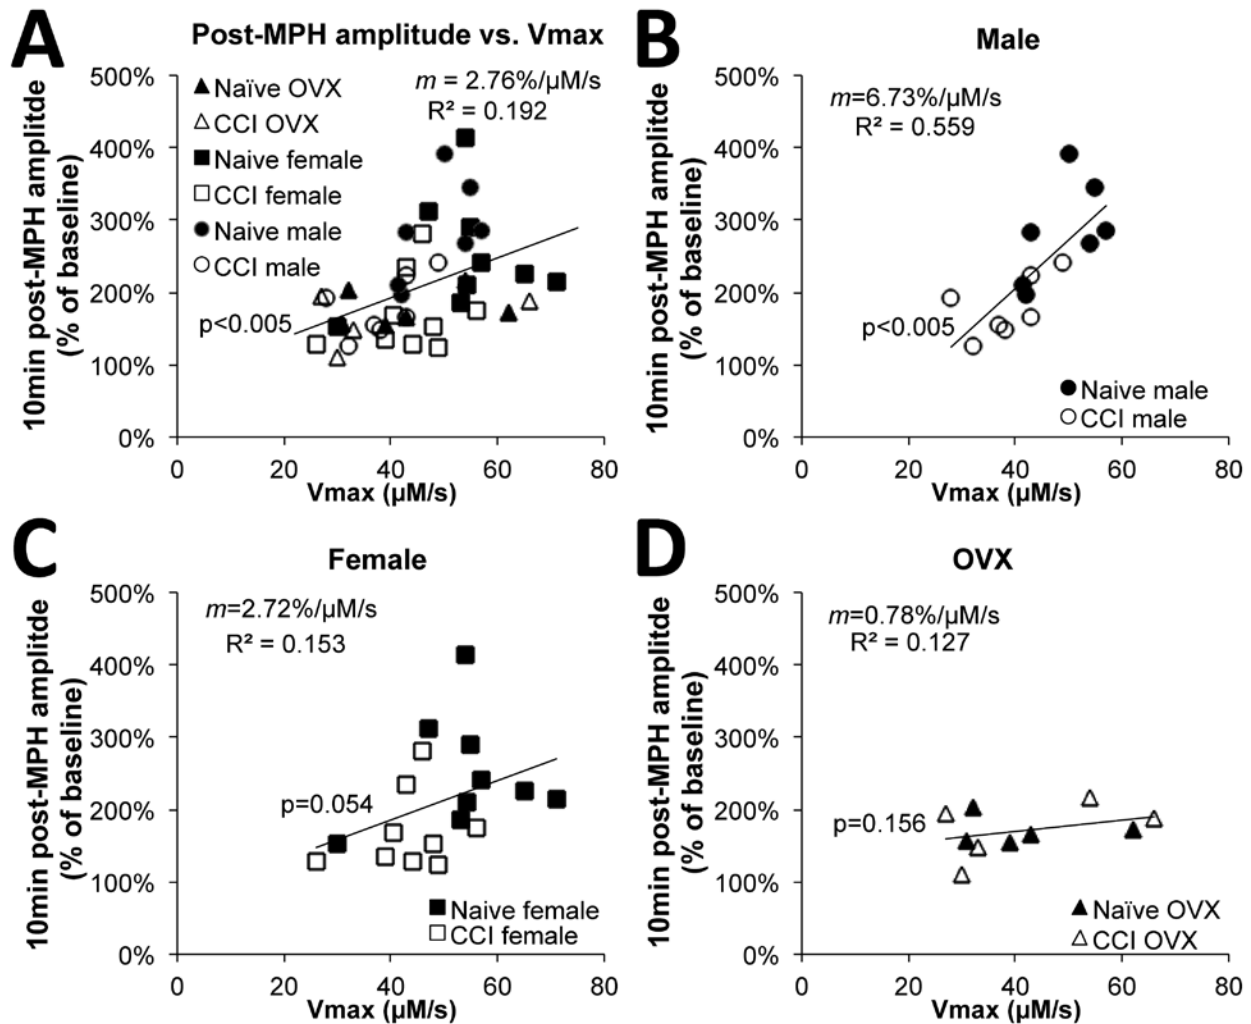 A
Post-MPH amplitude vs. Vmax
10min post-MPH amplitde
(% of baseline)
500%
400%
300%
200%
100%
0%
Naïve OVX
CCI OVX
Naive female
CCI female
Naive male
CCI male
m = 2.76%/µM/s
R² = 0.192
p<0.005
0 20 40 60 80
Vmax (µM/s)
B
Male
10min post-MPH amplitde
(% of baseline)
500%
400%
300%
200%
100%
0%
m=6.73%/µM/s
R² = 0.559
p<0.005
Naive male
CCI male
0 20 40 60 80
Vmax (µM/s)
C
Female
10min post-MPH amplitde
(% of baseline)
500%
400%
300%
200%
100%
0%
m=2.72%/µM/s
R² = 0.153
p=0.054
Naive female
CCI female
0 20 40 60 80
Vmax (µM/s)
D
OVX
10min post-MPH amplitde
(% of baseline)
500%
400%
300%
200%
100%
0%
m=0.78%/µM/s
R² = 0.127
p=0.156
Naïve OVX
CCI OVX
0 20 40 60 80
Vmax (µM/s)